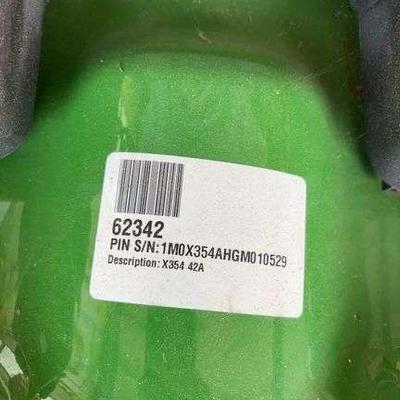 62342
PIN S/N:1M0X354AHGM010529
Description: X354 42A